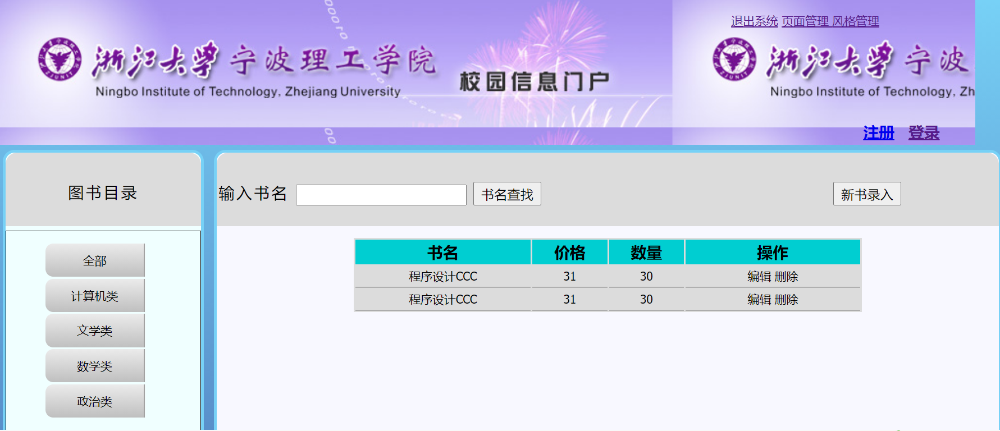 退出系统 页面管理 风格管理
浙江大学 宁波理工学院
Ningbo Institute of Technology, Zhejiang University
校园信息门户
浙江大学 宁波
Ningbo Institute of Technology, Zh
ZJUNIT
ZJUNIT
注册 登录
图书目录
输入书名 书名查找 新书录入
全部
计算机类
文学类
数学类
政治类
书名 价格 数量 操作
程序设计CCC 31 30 编辑 删除
程序设计CCC 31 30 编辑 删除